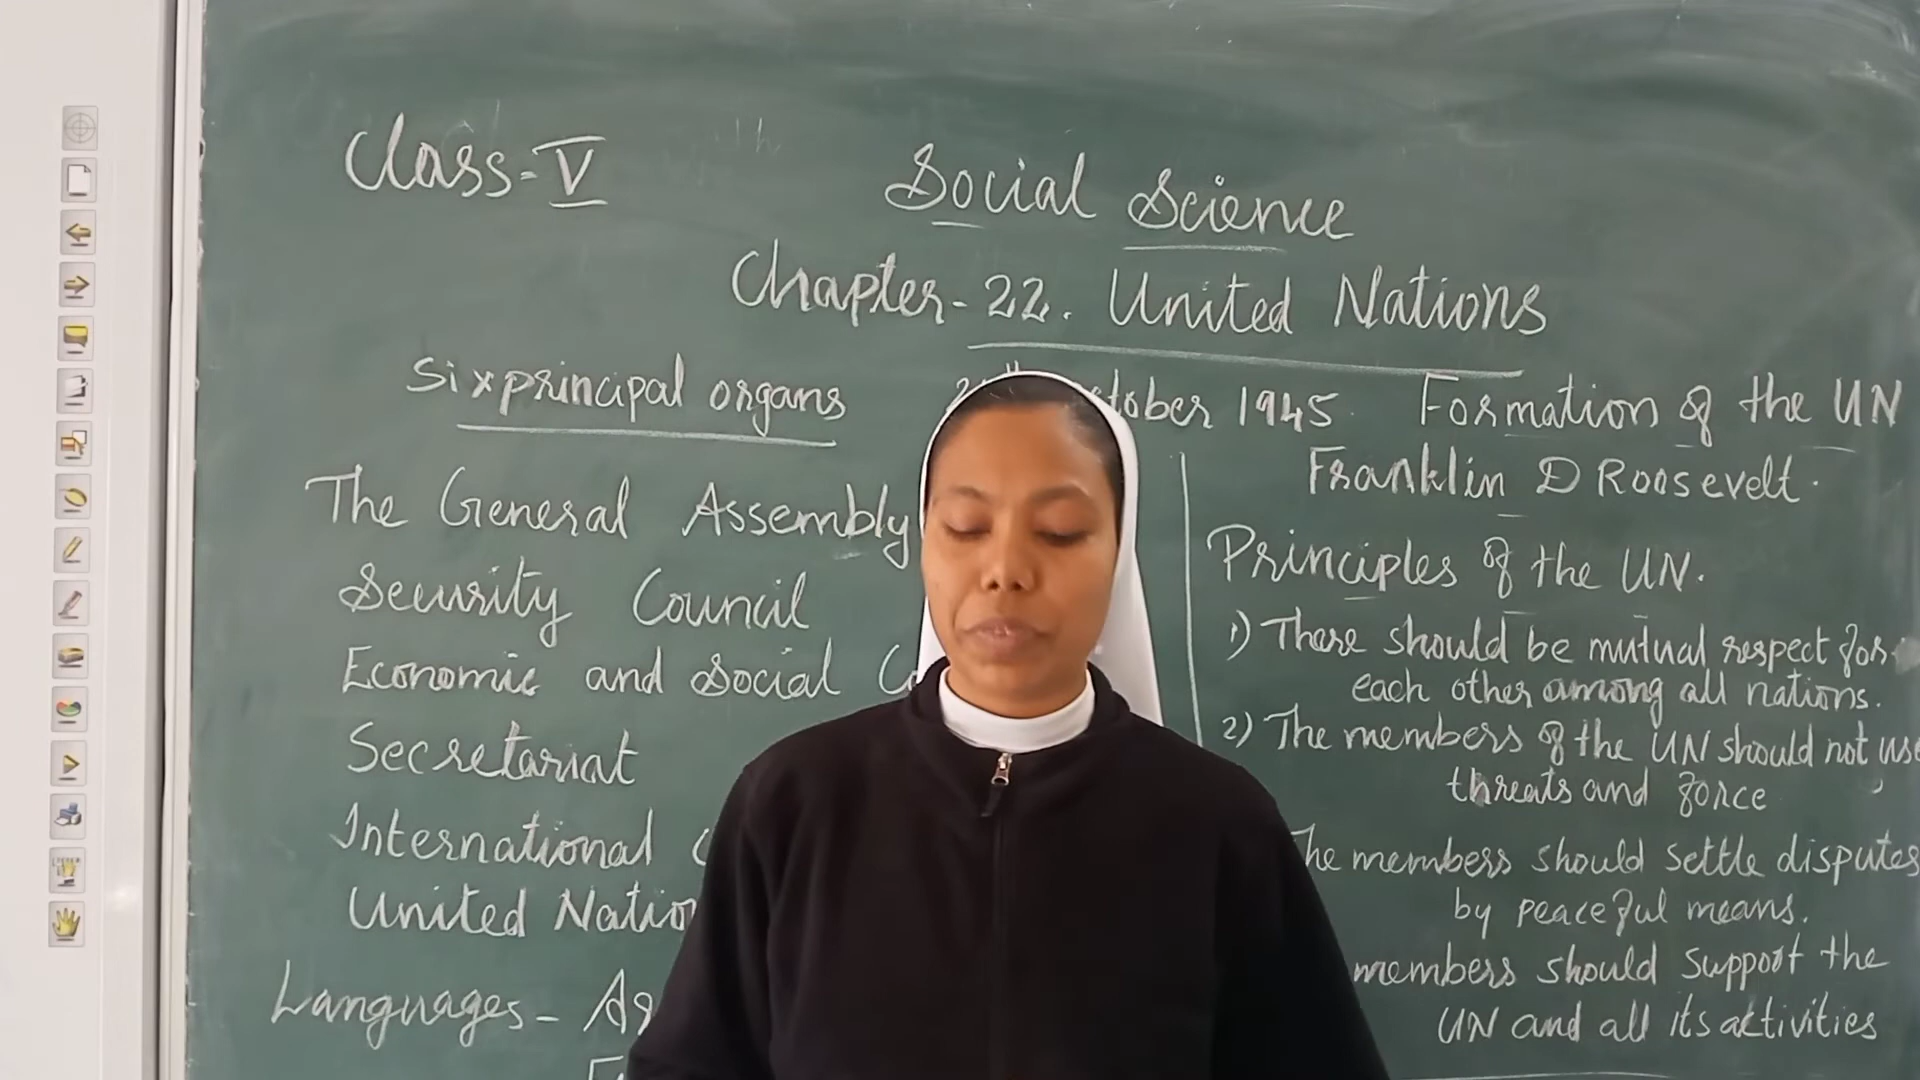 Class-V
Social Science
Chapter-22. United Nations
Six principal organs
October 1945
Formation of the UN
Franklin D Roosevelt.
The General Assembly
Security Council
Economic and Social
Secretariat
International
United
Languages -
Principles of the UN.
1) There should be mutual respect for
each other among all nations.
2) The members of the UN should not use
threats and force
The members should settle disputes
by peaceful means.
members should support the
UN and all its activities